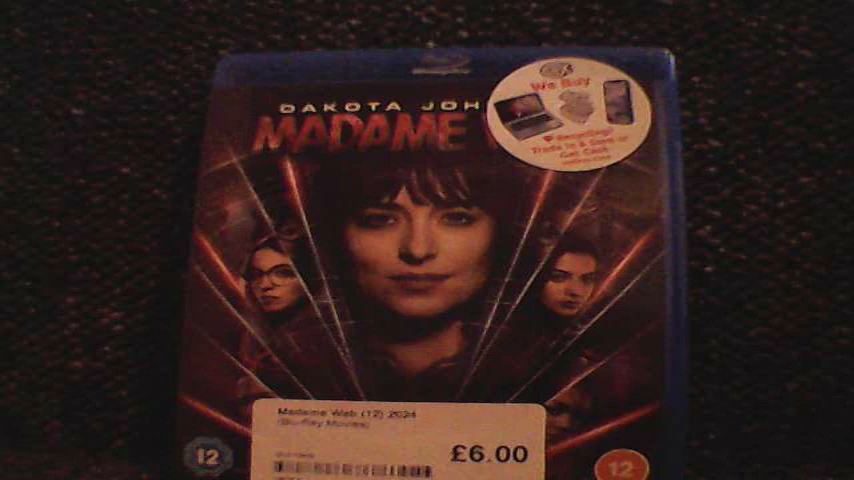 We Buy
DAKOTA JOH
MADAME
Recycling!
Trade in & Save or
Get Cash
Madame Web (12) 2024
(Blu-Ray Movies)
£6.00
12
12